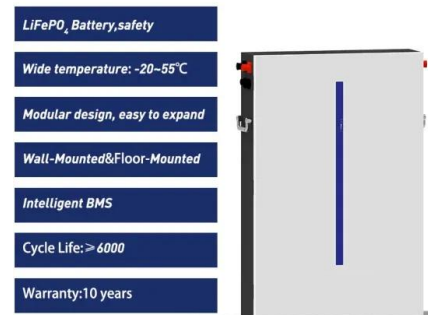 LiFePO₄ Battery,safety
Wide temperature: -20~55℃
Modular design, easy to expand
Wall-Mounted&Floor-Mounted
Intelligent BMS
Cycle Life:≥6000
Warranty:10 years